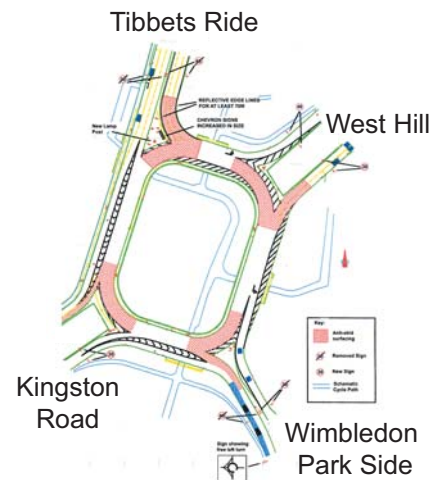 Tibbets Ride
REFLECTIVE EDGE LINES
FOR AT LEAST 70M
CHEVRON SIGNS
INCREASED IN SIZE
New Lamp
Post
West Hill
Key:
Anti-skid
surfacing
Removed Sign
New Sign
Schematic
Cycle Path
Kingston
Road
Wimbledon
Park Side
Sign showing
free left turn